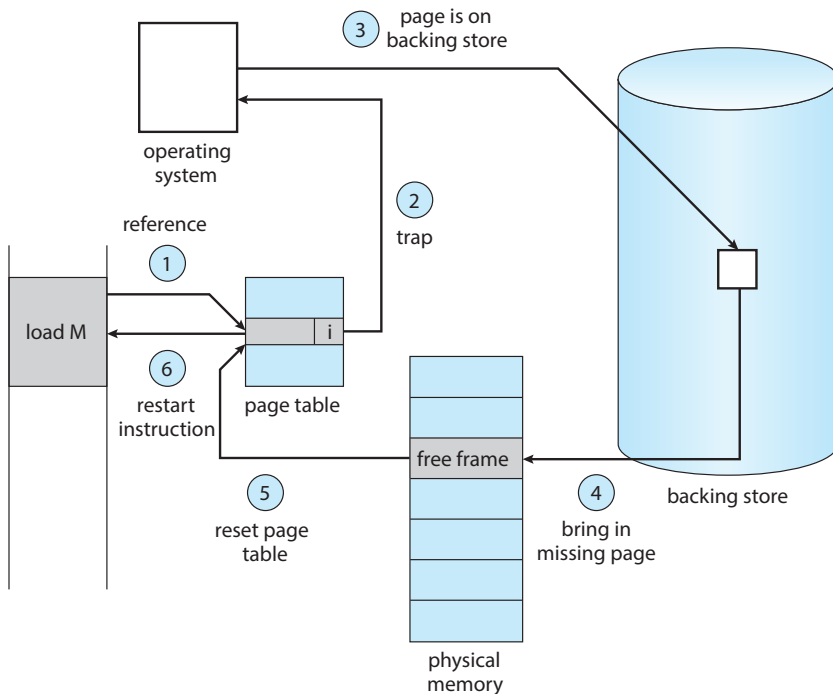 3
page is on
backing store
operating
system
2
trap
reference
1
load M
i
6
restart
instruction
page table
free frame
5
reset page
table
4
bring in
missing page
backing store
physical
memory